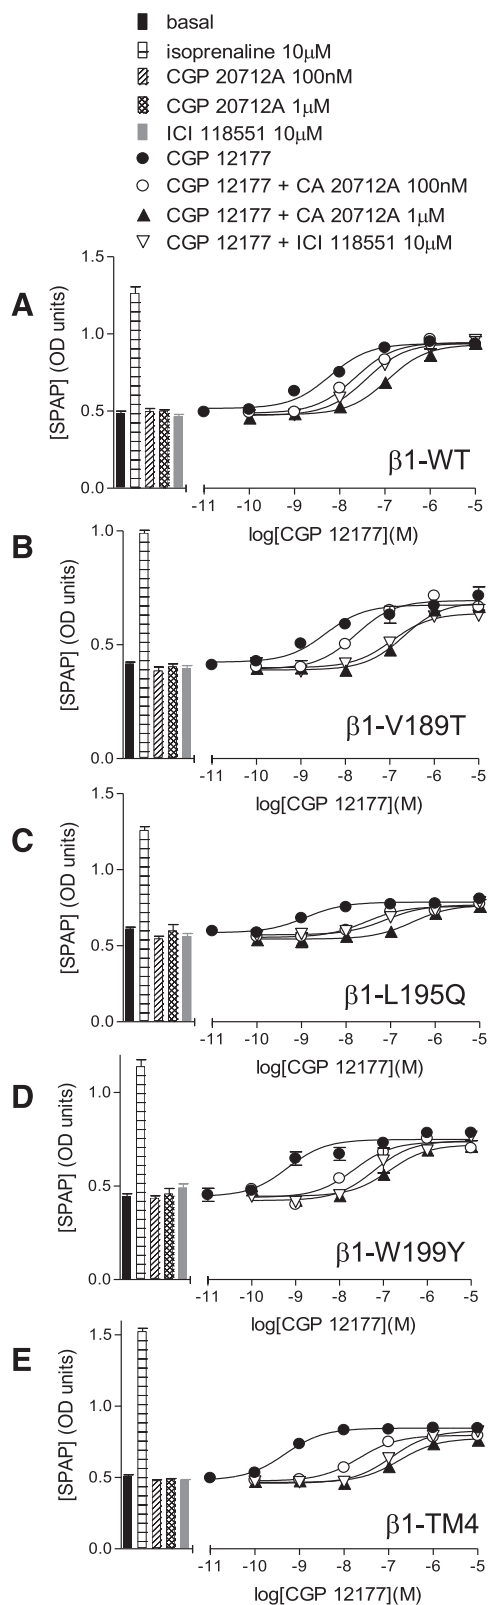 basal
isoprenaline 10μM
CGP 20712A 100nM
CGP 20712A 1μM
ICI 118551 10μM
CGP 12177
CGP 12177 + CA 20712A 100nM
CGP 12177 + CA 20712A 1μM
CGP 12177 + ICI 118551 10μM
A
[SPAP] (OD units)
1.5
1.0
0.5
0.0
β1-WT
-11 -10 -9 -8 -7 -6 -5
log[CGP 12177](M)
B
[SPAP] (OD units)
1.0
0.5
0.0
β1-V189T
-11 -10 -9 -8 -7 -6 -5
log[CGP 12177](M)
C
[SPAP] (OD units)
1.5
1.0
0.5
0.0
β1-L195Q
-11 -10 -9 -8 -7 -6 -5
log[CGP 12177](M)
D
[SPAP] (OD units)
1.0
0.5
0.0
β1-W199Y
-11 -10 -9 -8 -7 -6 -5
log[CGP 12177](M)
E
[SPAP] (OD units)
1.5
1.0
0.5
0.0
β1-TM4
-11 -10 -9 -8 -7 -6 -5
log[CGP 12177](M)